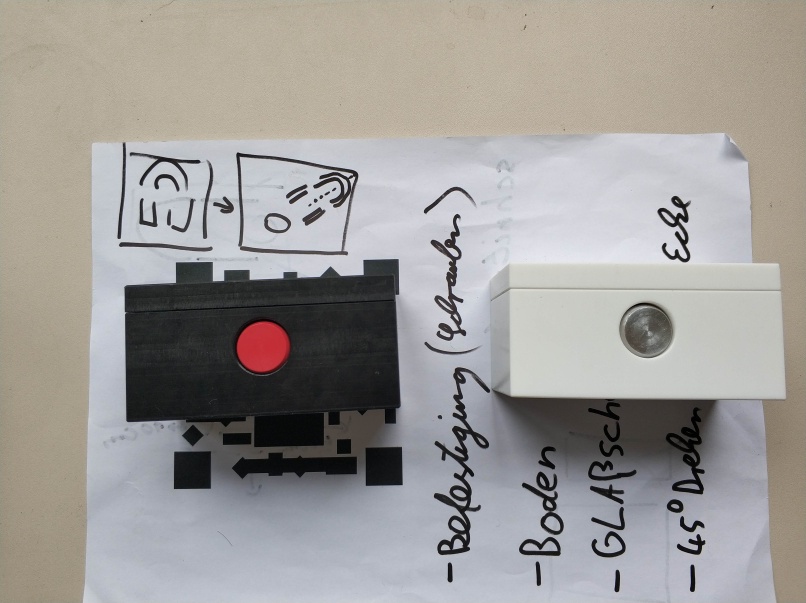 - Befestigung (Schrauben)
- Boden
- GLAßsch
- 45° Drehen Ecke